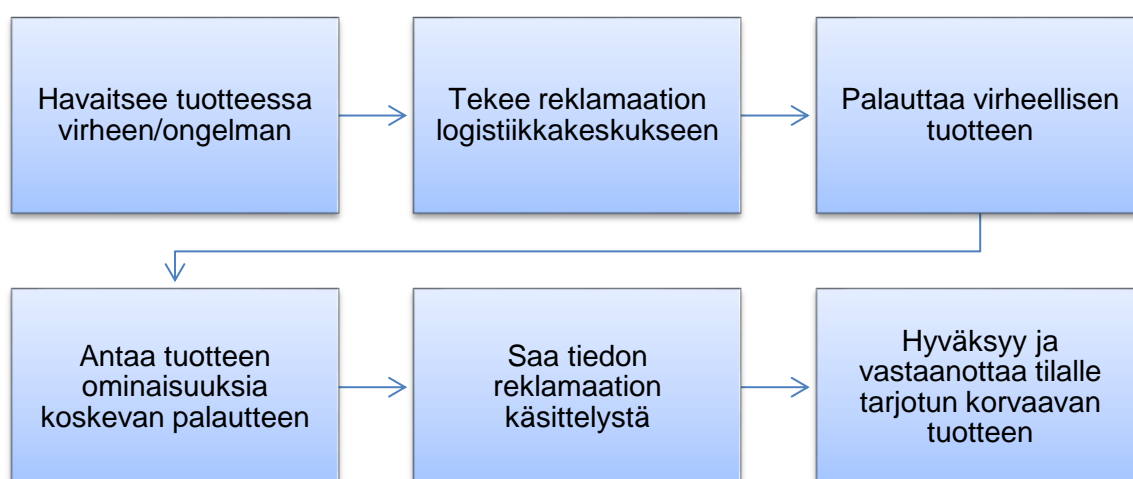 Havaitsee tuotteessa
virheen/ongelman
Tekee reklamaation
logistiikkakeskukseen
Palauttaa virheellisen
tuotteen
Antaa tuotteen
ominaisuuksia
koskevan palautteen
Saa tiedon
reklamaation
käsittelystä
Hyväksyy ja
vastaanottaa tilalle
tarjotun korvaavan
tuotteen